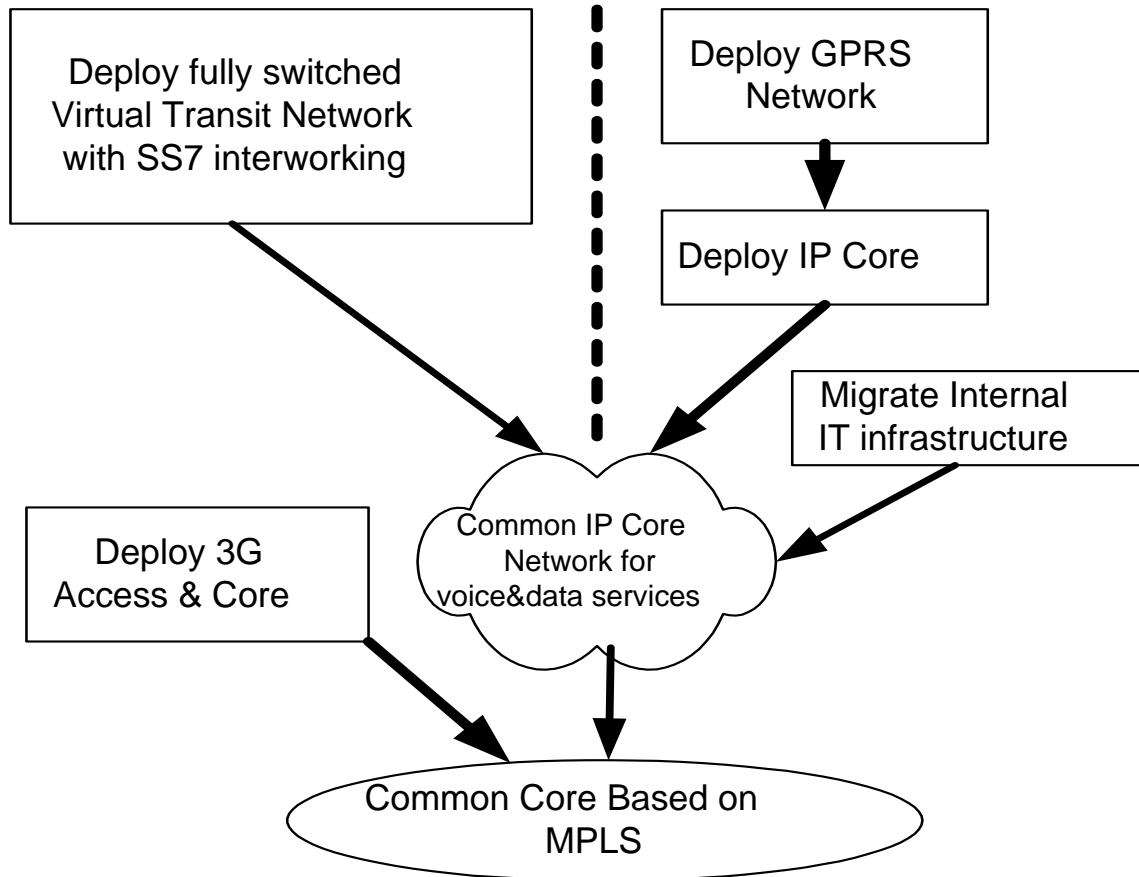 Deploy fully switched
Virtual Transit Network
with SS7 interworking
Deploy GPRS
Network
Deploy IP Core
Migrate Internal
IT infrastructure
Common IP Core
Network for
voice&data services
Deploy 3G
Access & Core
Common Core Based on
MPLS